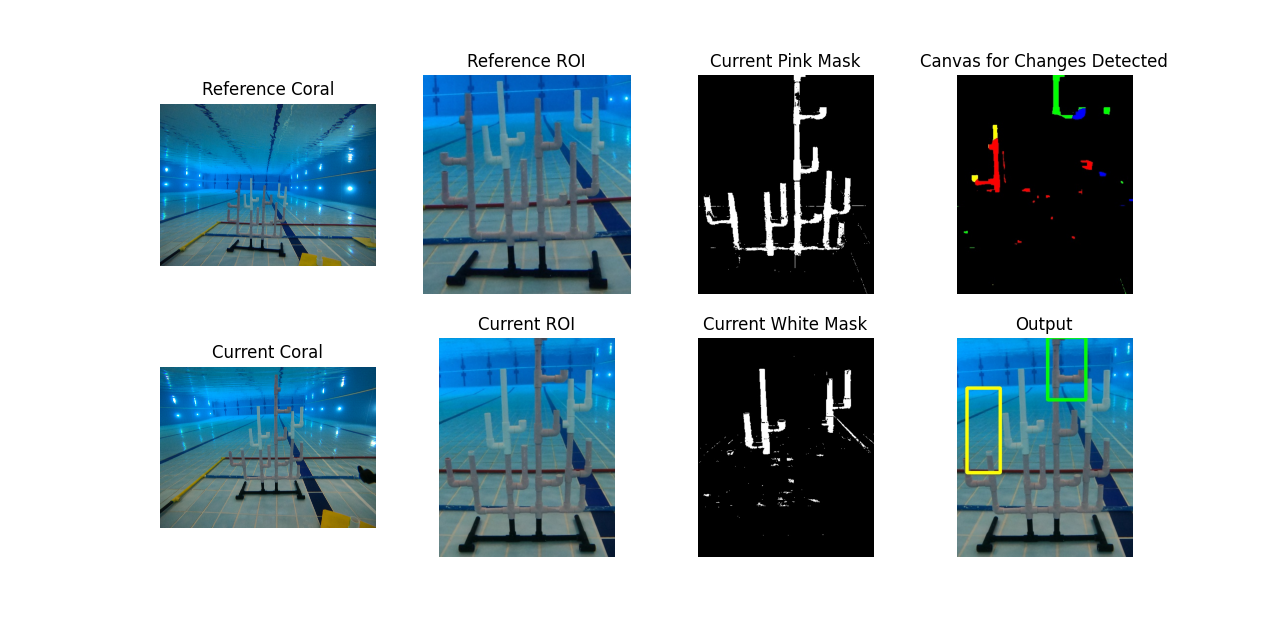 Reference Coral
Reference ROI
Current Pink Mask
Canvas for Changes Detected
Current Coral
Current ROI
Current White Mask
Output